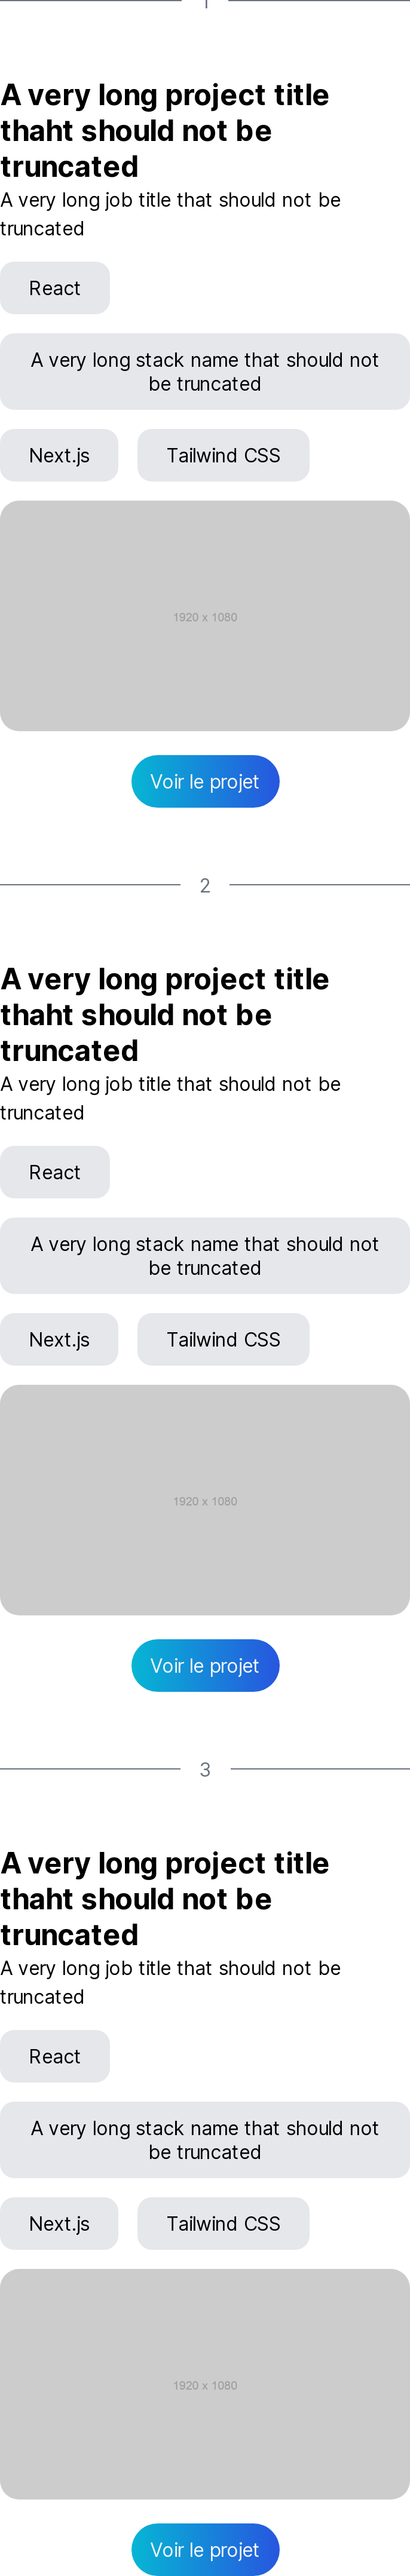 1
A very long project title
thaht should not be
truncated
A very long job title that should not be
truncated
React
A very long stack name that should not
be truncated
Next.js Tailwind CSS
1920 x 1080
Voir le projet
2
A very long project title
thaht should not be
truncated
A very long job title that should not be
truncated
React
A very long stack name that should not
be truncated
Next.js Tailwind CSS
1920 x 1080
Voir le projet
3
A very long project title
thaht should not be
truncated
A very long job title that should not be
truncated
React
A very long stack name that should not
be truncated
Next.js Tailwind CSS
1920 x 1080
Voir le projet